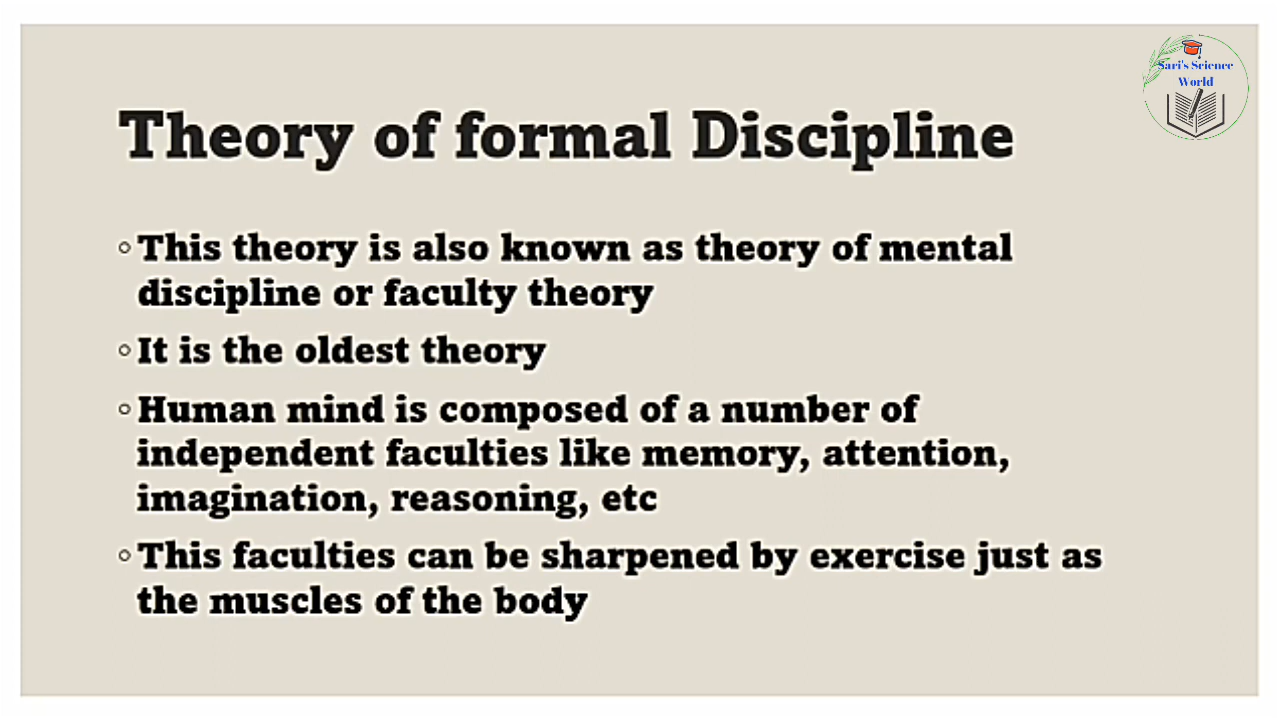 Sari's Science
World
Theory of formal Discipline
◦ This theory is also known as theory of mental
discipline or faculty theory
◦ It is the oldest theory
◦ Human mind is composed of a number of
independent faculties like memory, attention,
imagination, reasoning, etc
◦ This faculties can be sharpened by exercise just as
the muscles of the body